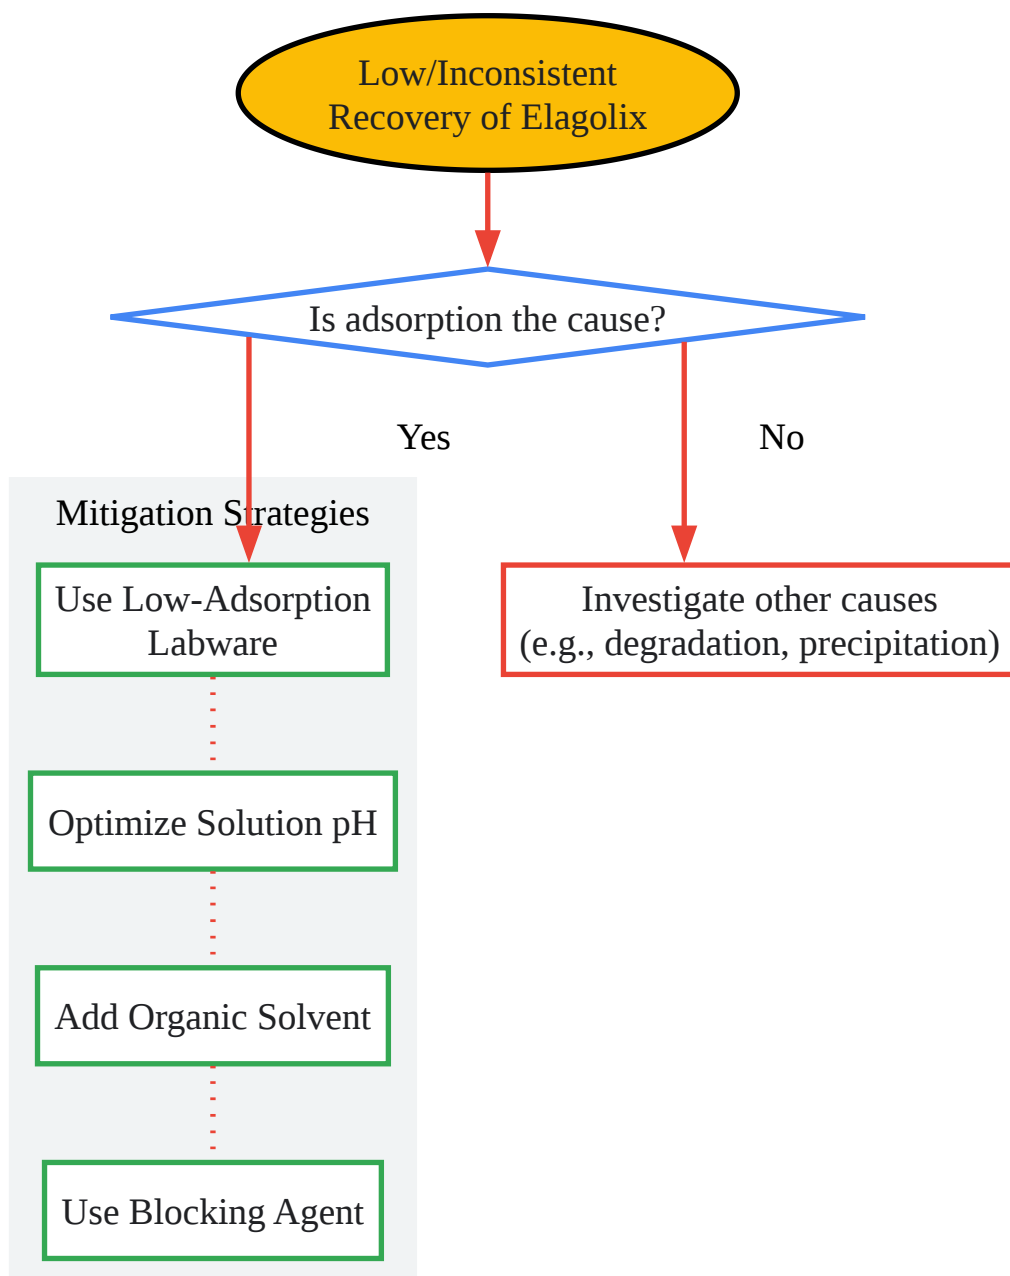 Low/Inconsistent
Recovery of Elagolix
Is adsorption the cause?
Yes
No
Mitigation Strategies
Use Low-Adsorption
Labware
Investigate other causes
(e.g., degradation, precipitation)
Optimize Solution pH
Add Organic Solvent
Use Blocking Agent